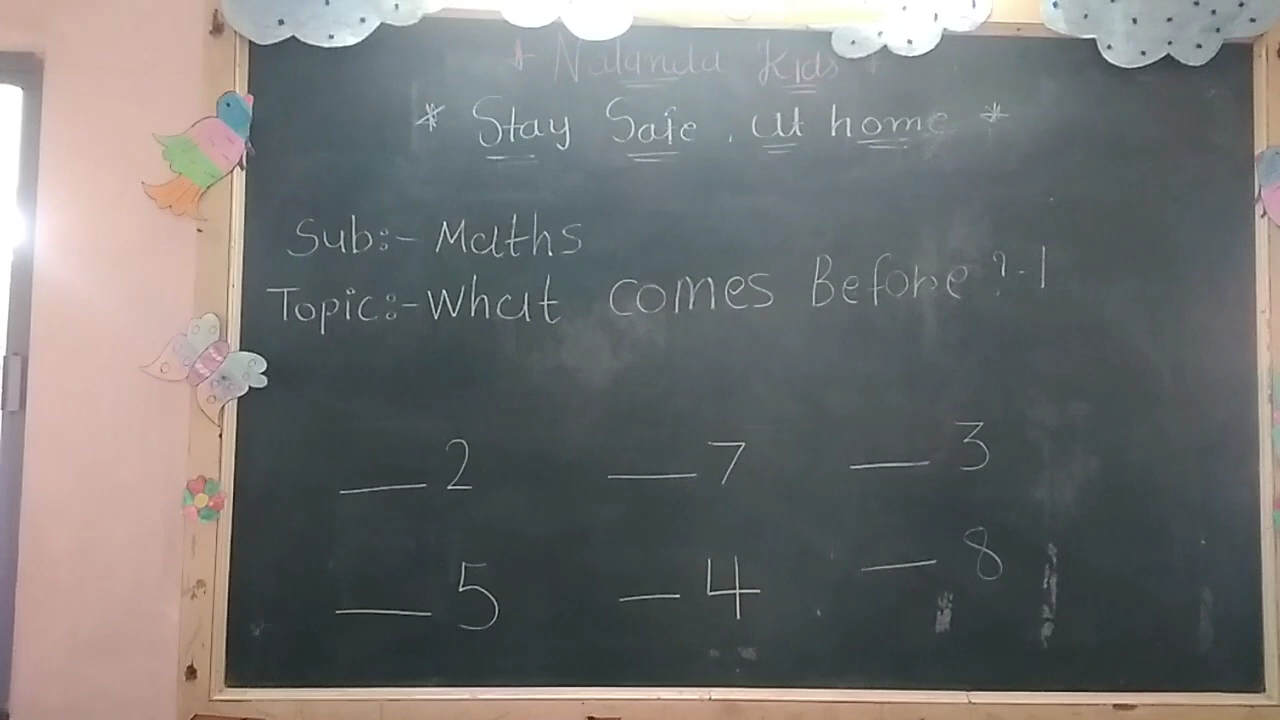 * Nalanda Kids *
* Stay Safe. at home *
Sub:- Maths
Topic:- What comes Before?-1
__2 __7 __3
__5 __4 __8